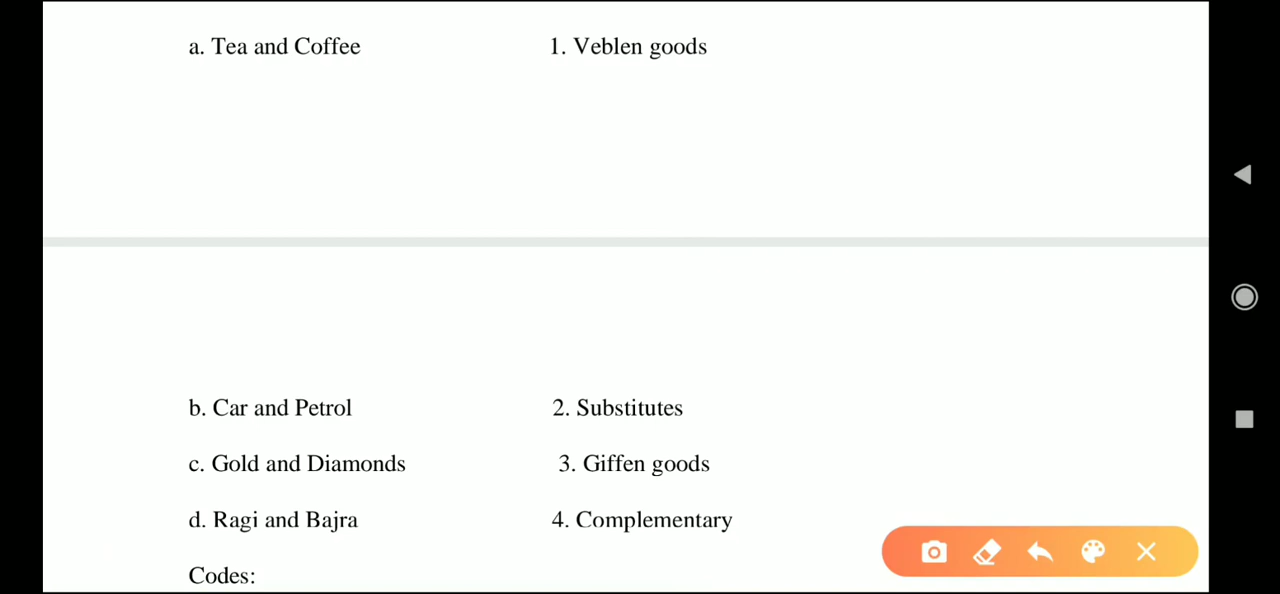 a. Tea and Coffee 1. Veblen goods
b. Car and Petrol 2. Substitutes
c. Gold and Diamonds 3. Giffen goods
d. Ragi and Bajra 4. Complementary
Codes: